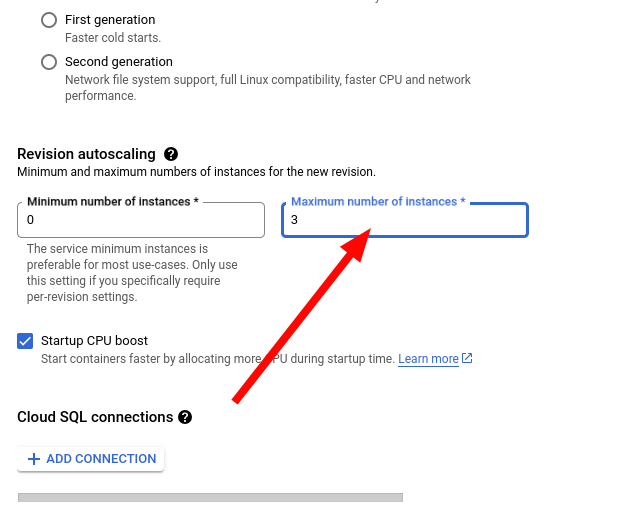 First generation
Faster cold starts.
Second generation
Network file system support, full Linux compatibility, faster CPU and network
performance.
Revision autoscaling
Minimum and maximum numbers of instances for the new revision.
Minimum number of instances *
0
Maximum number of instances *
3
The service minimum instances is
preferable for most use-cases. Only use
this setting if you specifically require
per-revision settings.
Startup CPU boost
Start containers faster by allocating more CPU during startup time. Learn more
Cloud SQL connections
ADD CONNECTION